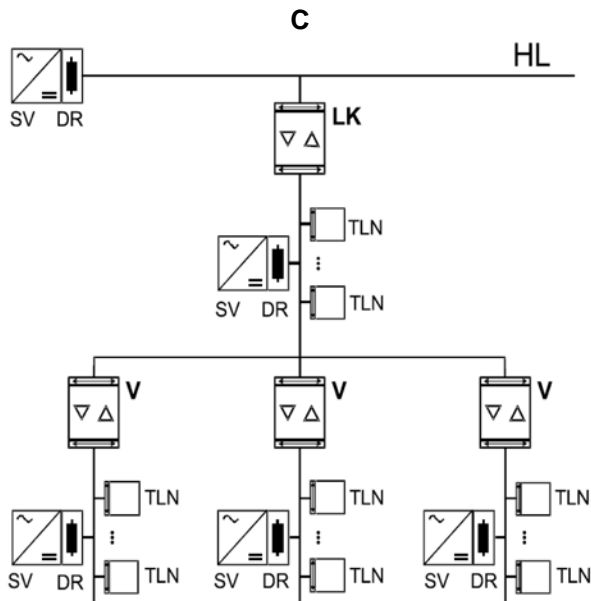 C
HL
SV DR
LK
TLN
SV DR
TLN
V V V
TLN TLN TLN
SV DR TLN SV DR TLN SV DR TLN